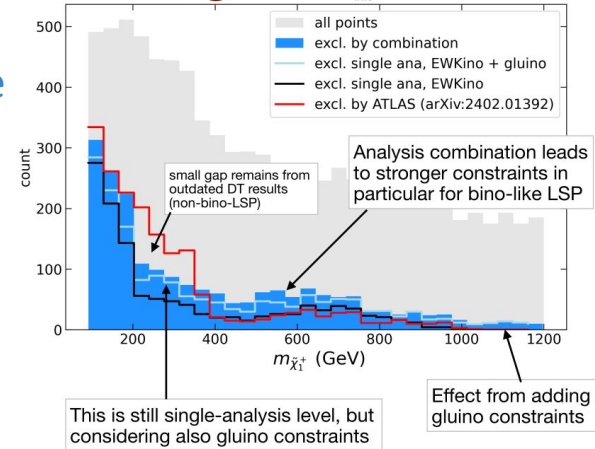 e
500
400
300
200
100
0
count
all points
excl. by combination
excl. single ana, EWKino + gluino
excl. single ana, EWKino
excl. by ATLAS (arXiv:2402.01392)
small gap remains from
outdated DT results
(non-bino-LSP)
Analysis combination leads
to stronger constraints in
particular for bino-like LSP
200
400
600
800
1000
1200
m_χ̃₁⁺ (GeV)
This is still single-analysis level, but
considering also gluino constraints
Effect from adding
gluino constraints